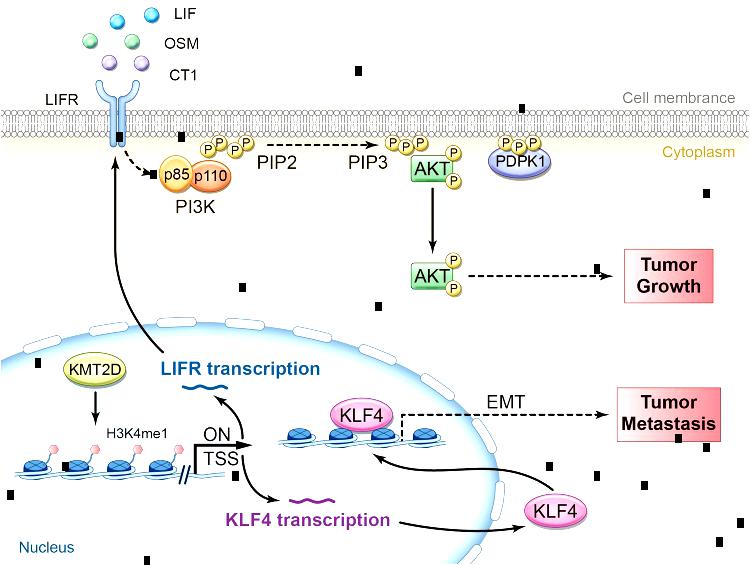 LIF
OSM
CT1
LIFR
Cell membrance
Cytoplasm
P P P P
PIP2
PIP3
P P P
AKT
P
P
P P P
PDPK1
p85 p110
PI3K
AKT
P
P
Tumor
Growth
KMT2D
LIFR transcription
H3K4me1
ON
TSS
KLF4
EMT
Tumor
Metastasis
KLF4 transcription
KLF4
Nucleus